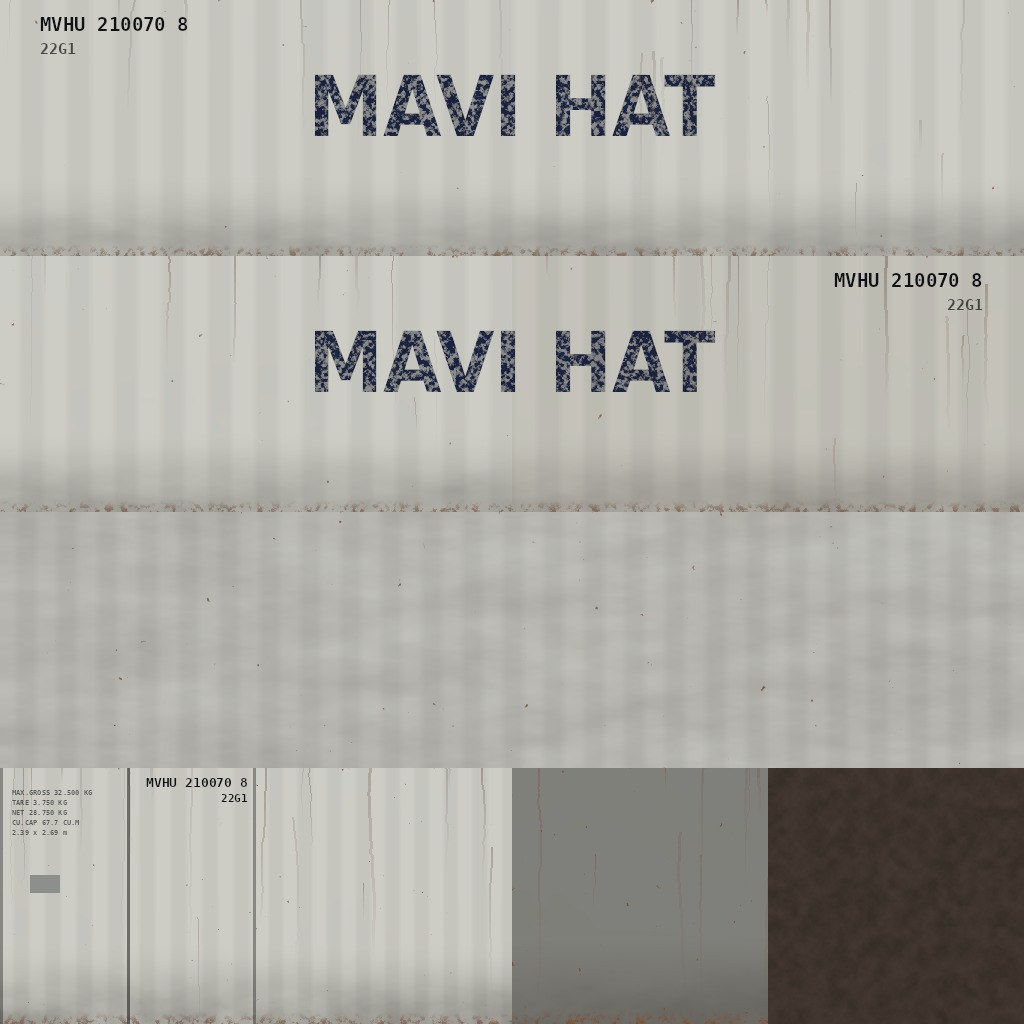 MVHU 210070 8
22G1
MAVI HAT
MVHU 210070 8
22G1
MAVI HAT
MAX.GROSS 32.500 KG
TARE 3.750 KG
NET 28.750 KG
CU.CAP 67.7 CU.M
2.39 x 2.69 m
MVHU 210070 8
22G1